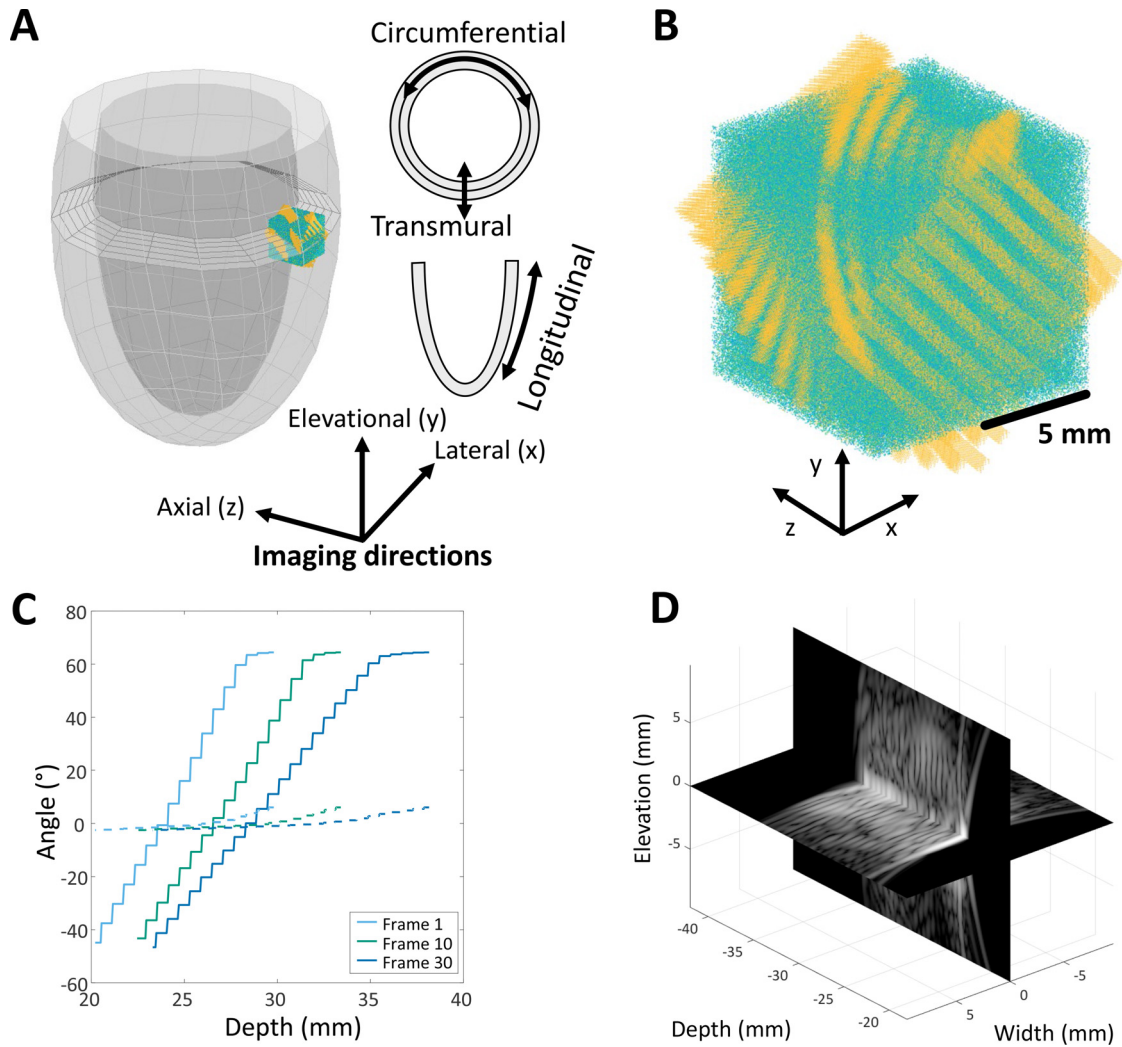 A
Circumferential
Transmural
Longitudinal
Elevational (y)
Lateral (x)
Axial (z)
Imaging directions
B
5 mm
y
z
x
C
80
60
40
20
0
-20
-40
-60
20
25
30
35
40
Angle (°)
Depth (mm)
Frame 1
Frame 10
Frame 30
D
Elevation (mm)
5
0
-5
-40
-35
-30
-25
-20
Depth (mm)
5
0
-5
Width (mm)